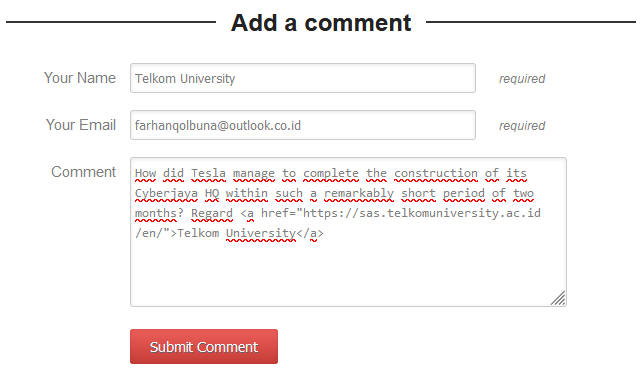 Add a comment
Your Name Telkom University required
Your Email farhanqolbuna@outlook.co.id required
Comment How did Tesla manage to complete the construction of its
Cyberjaya HQ within such a remarkably short period of two
months? Regard <a href="https://sas.telkomuniversity.ac.id
/en/">Telkom University</a>
Submit Comment